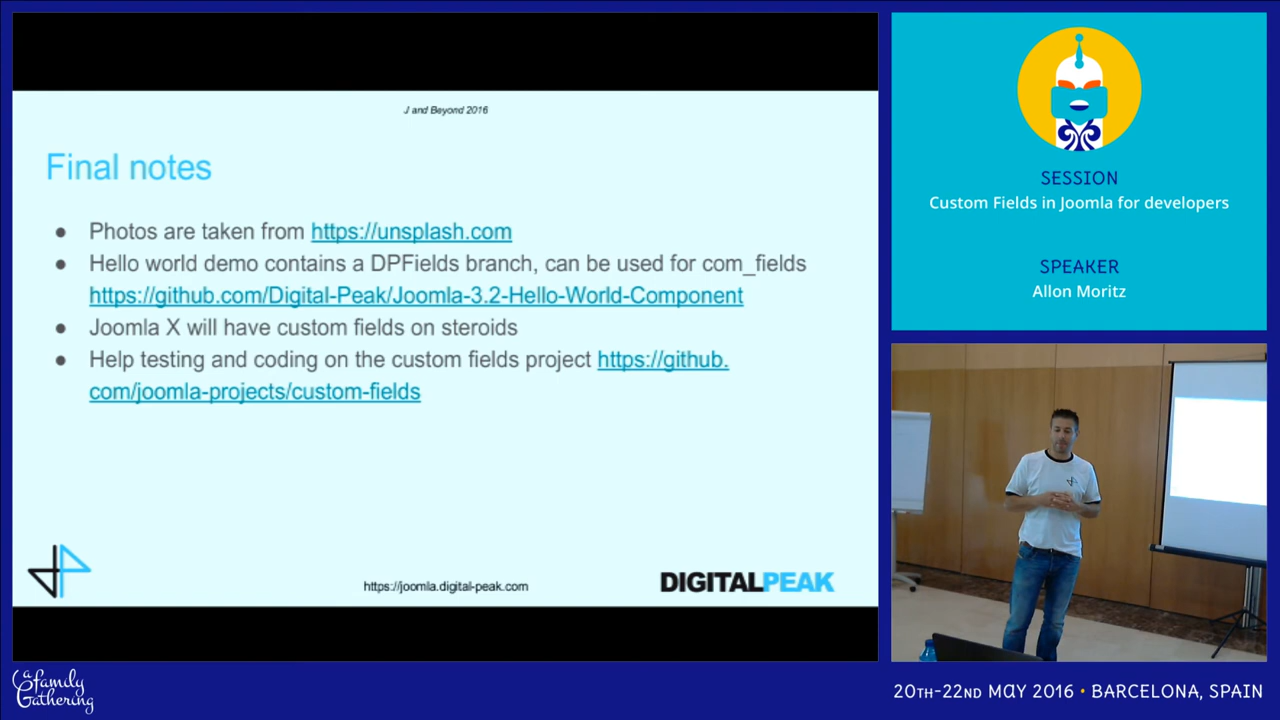 J and Beyond 2016
Final notes
● Photos are taken from https://unsplash.com
● Hello world demo contains a DPFields branch, can be used for com_fields
https://github.com/Digital-Peak/Joomla-3.2-Hello-World-Component
● Joomla X will have custom fields on steroids
● Help testing and coding on the custom fields project https://github.
com/joomla-projects/custom-fields
https://joomla.digital-peak.com
DIGITALPEAK
SESSION
Custom Fields in Joomla for developers
SPEAKER
Allon Moritz
a family
Gathering
20TH-22ND MAY 2016 • BARCELONA, SPAIN